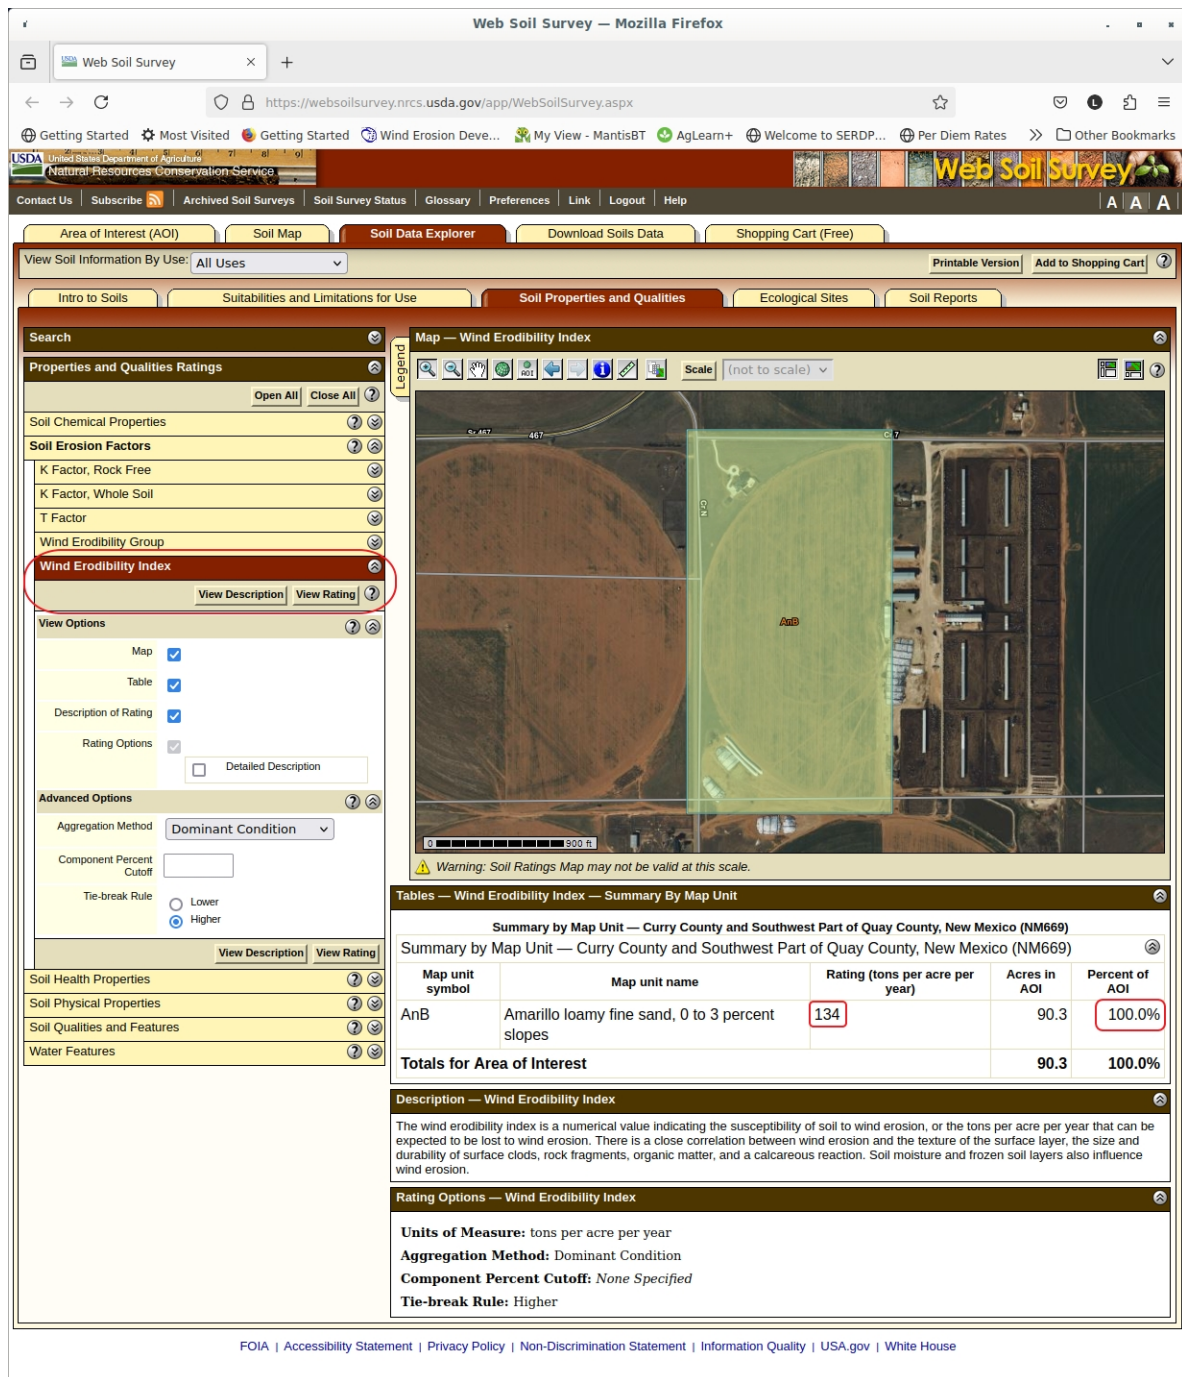 Web Soil Survey — Mozilla Firefox
USDA Web Soil Survey × +
https://websoilsurvey.nrcs.usda.gov/app/WebSoilSurvey.aspx L
Getting Started Most Visited Getting Started Wind Erosion Deve... My View - MantisBT AgLearn+ Welcome to SERDP... Per Diem Rates Other Bookmarks
USDA United States Department of Agriculture
Natural Resources Conservation Service
Web Soil Survey
Contact Us | Subscribe | Archived Soil Surveys | Soil Survey Status | Glossary | Preferences | Link | Logout | Help | A A A
Area of Interest (AOI) Soil Map Soil Data Explorer Download Soils Data Shopping Cart (Free)
View Soil Information By Use: All Uses Printable Version Add to Shopping Cart ?
Intro to Soils Suitabilities and Limitations for Use Soil Properties and Qualities Ecological Sites Soil Reports
Search
Properties and Qualities Ratings
Open All Close All ?
Soil Chemical Properties ?
Soil Erosion Factors ?
K Factor, Rock Free
K Factor, Whole Soil
T Factor
Wind Erodibility Group
Wind Erodibility Index
View Description View Rating ?
View Options ?
Map
Table
Description of Rating
Rating Options
Detailed Description
Advanced Options ?
Aggregation Method Dominant Condition
Component Percent
Cutoff
Tie-break Rule Lower
Higher
View Description View Rating
Soil Health Properties ?
Soil Physical Properties ?
Soil Qualities and Features ?
Water Features ?
Legend
Map — Wind Erodibility Index
AOI Scale (not to scale) ?
Sr 467 467 Cr 7
Cr N
AnB
0 900 ft
Warning: Soil Ratings Map may not be valid at this scale.
Tables — Wind Erodibility Index — Summary By Map Unit
Summary by Map Unit — Curry County and Southwest Part of Quay County, New Mexico (NM669)
Summary by Map Unit — Curry County and Southwest Part of Quay County, New Mexico (NM669)
Map unit symbol Map unit name Rating (tons per acre per year) Acres in AOI Percent of AOI
AnB Amarillo loamy fine sand, 0 to 3 percent slopes 134 90.3 100.0%
Totals for Area of Interest 90.3 100.0%
Description — Wind Erodibility Index
The wind erodibility index is a numerical value indicating the susceptibility of soil to wind erosion, or the tons per acre per year that can be
expected to be lost to wind erosion. There is a close correlation between wind erosion and the texture of the surface layer, the size and
durability of surface clods, rock fragments, organic matter, and a calcareous reaction. Soil moisture and frozen soil layers also influence
wind erosion.
Rating Options — Wind Erodibility Index
Units of Measure: tons per acre per year
Aggregation Method: Dominant Condition
Component Percent Cutoff: None Specified
Tie-break Rule: Higher
FOIA | Accessibility Statement | Privacy Policy | Non-Discrimination Statement | Information Quality | USA.gov | White House